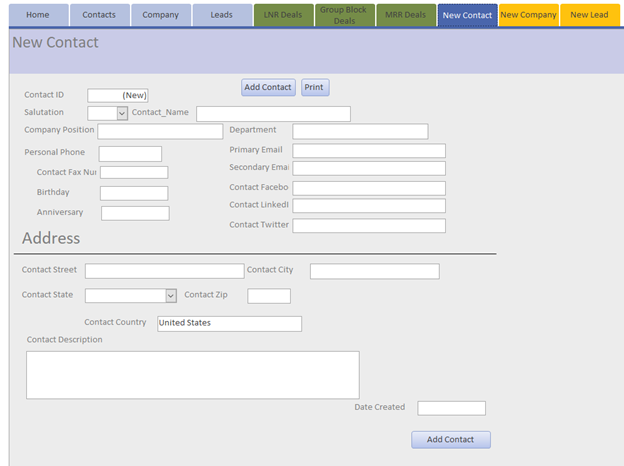 Home Contacts Company Leads LNR Deals Group Block Deals MRR Deals New Contact New Company New Lead
New Contact
Contact ID (New) Add Contact Print
Salutation Contact_Name
Company Position Department
Personal Phone Primary Email
Contact Fax Nu Secondary Ema
Birthday Contact Facebo
Anniversary Contact LinkedI
Contact Twitter
Address
Contact Street Contact City
Contact State Contact Zip
Contact Country United States
Contact Description
Date Created
Add Contact